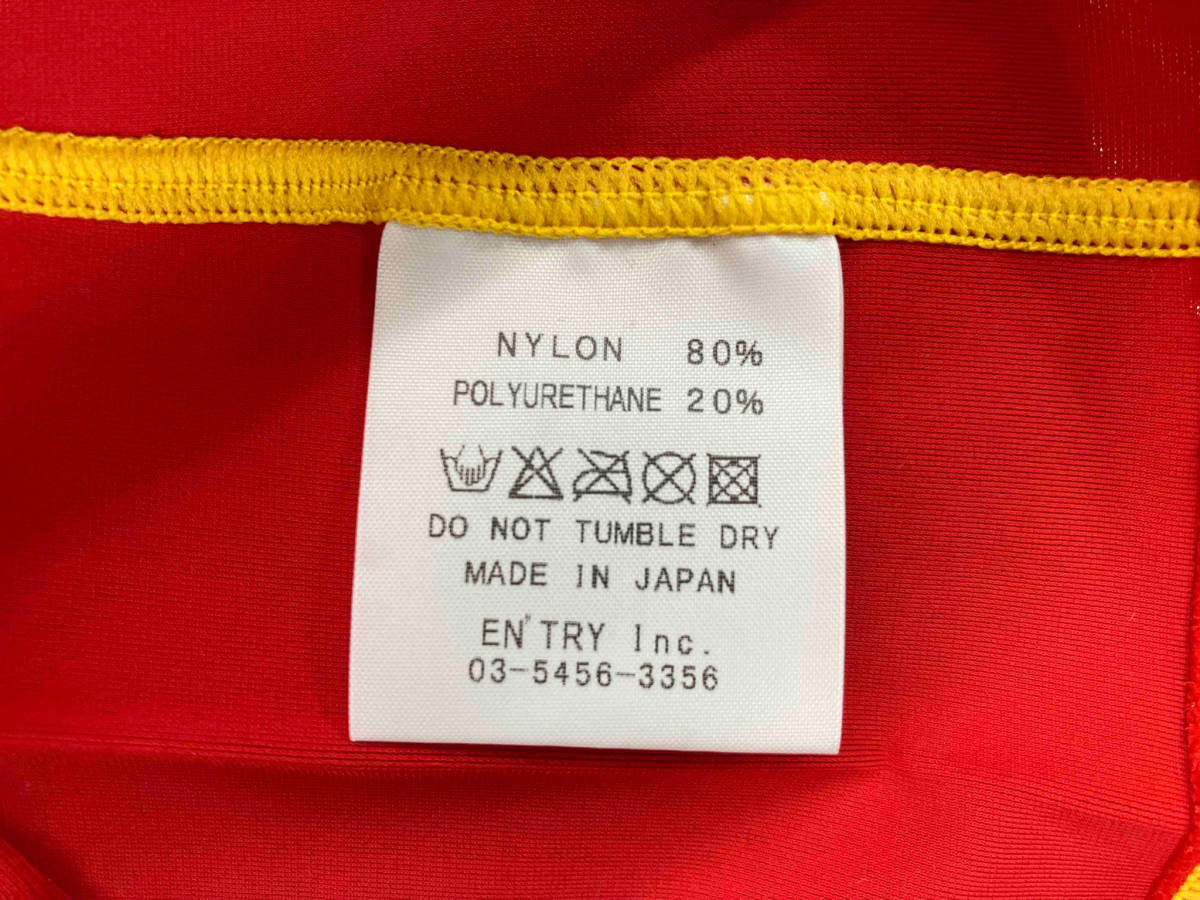 NYLON 80%
POLYURETHANE 20%
DO NOT TUMBLE DRY
MADE IN JAPAN
EN'TRY Inc.
03-5456-3356